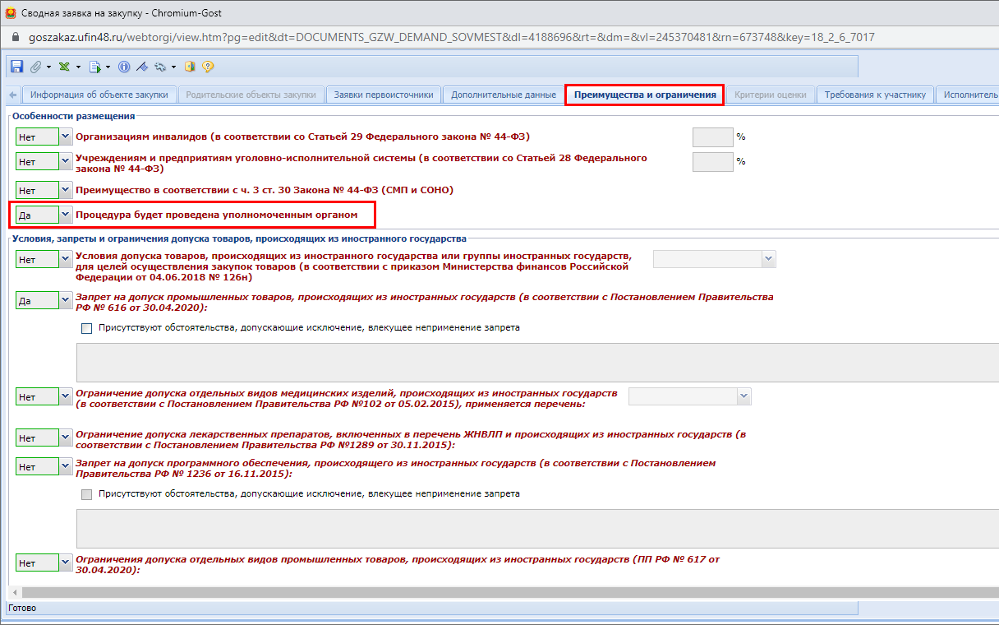 Сводная заявка на закупку - Chromium-Gost
goszakaz.ufin48.ru/webtorgi/view.htm?pg=edit&dt=DOCUMENTS_GZW_DEMAND_SOVMEST&dl=4188696&rt=&dm=&vl=245370481&rn=673748&key=18_2_6_7017
Информация об объекте закупки Родительские объекты закупки Заявки первоисточники Дополнительные данные Преимущества и ограничения Критерии оценки Требования к участнику Исполнитель
Особенности размещения
Нет Организациям инвалидов (в соответствии со Статьей 29 Федерального закона № 44-ФЗ) %
Нет Учреждениям и предприятиям уголовно-исполнительной системы (в соответствии со Статьей 28 Федерального %
закона № 44-ФЗ)
Нет Преимущество в соответствии с ч. 3 ст. 30 Закона № 44-ФЗ (СМП и СОНО)
Да Процедура будет проведена уполномоченным органом
Условия, запреты и ограничения допуска товаров, происходящих из иностранного государства
Нет Условия допуска товаров, происходящих из иностранного государства или группы иностранных государств,
для целей осуществления закупок товаров (в соответствии с приказом Министерства финансов Российской
Федерации от 04.06.2018 № 126н)
Да Запрет на допуск промышленных товаров, происходящих из иностранных государств (в соответствии с Постановлением Правительства
РФ № 616 от 30.04.2020):
Присутствуют обстоятельства, допускающие исключение, влекущее неприменение запрета
Нет Ограничение допуска отдельных видов медицинских изделий, происходящих из иностранных государств
(в соответствии с Постановлением Правительства РФ №102 от 05.02.2015), применяется перечень:
Нет Ограничение допуска лекарственных препаратов, включенных в перечень ЖНВЛП и происходящих из иностранных государств (в
соответствии с Постановлением Правительства РФ №1289 от 30.11.2015):
Нет Запрет на допуск программного обеспечения, происходящего из иностранных государств (в соответствии с Постановлением
Правительства РФ № 1236 от 16.11.2015):
Присутствуют обстоятельства, допускающие исключение, влекущее неприменение запрета
Нет Ограничения допуска отдельных видов промышленных товаров, происходящих из иностранных государств (ПП РФ № 617 от
30.04.2020):
Готово